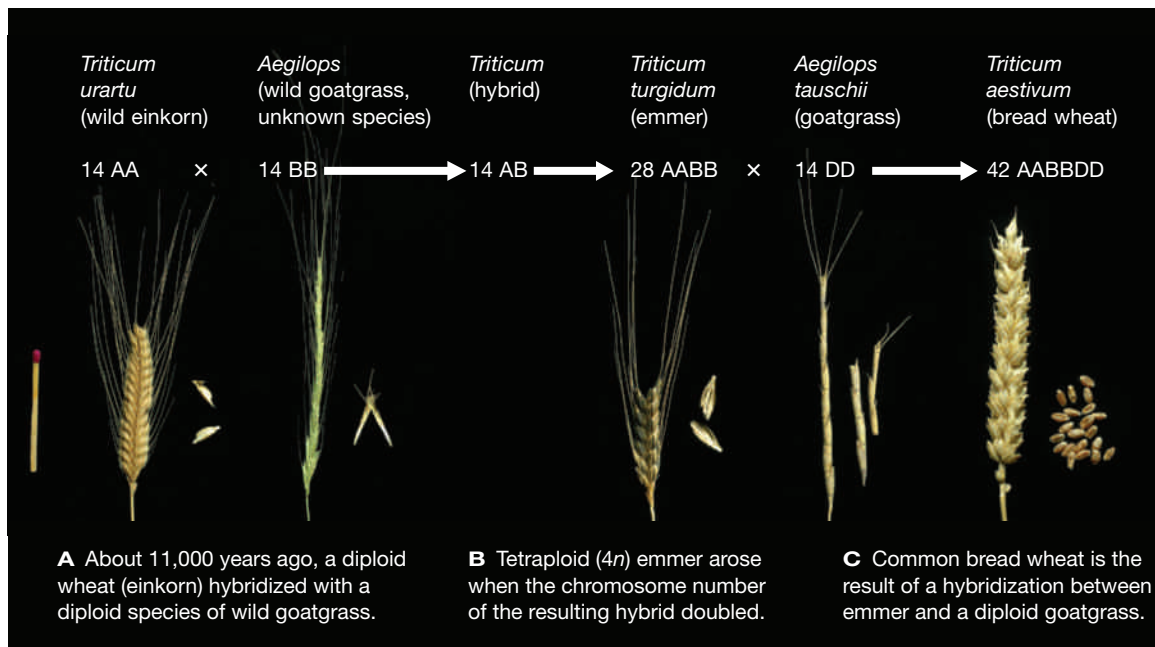 Triticum
urartu
(wild einkorn)
Aegilops
(wild goatgrass,
unknown species)
Triticum
(hybrid)
Triticum
turgidum
(emmer)
Aegilops
tauschii
(goatgrass)
Triticum
aestivum
(bread wheat)
14 AA × 14 BB 14 AB 28 AABB × 14 DD 42 AABBDD
A About 11,000 years ago, a diploid
wheat (einkorn) hybridized with a
diploid species of wild goatgrass.
B Tetraploid (4n) emmer arose
when the chromosome number
of the resulting hybrid doubled.
C Common bread wheat is the
result of a hybridization between
emmer and a diploid goatgrass.